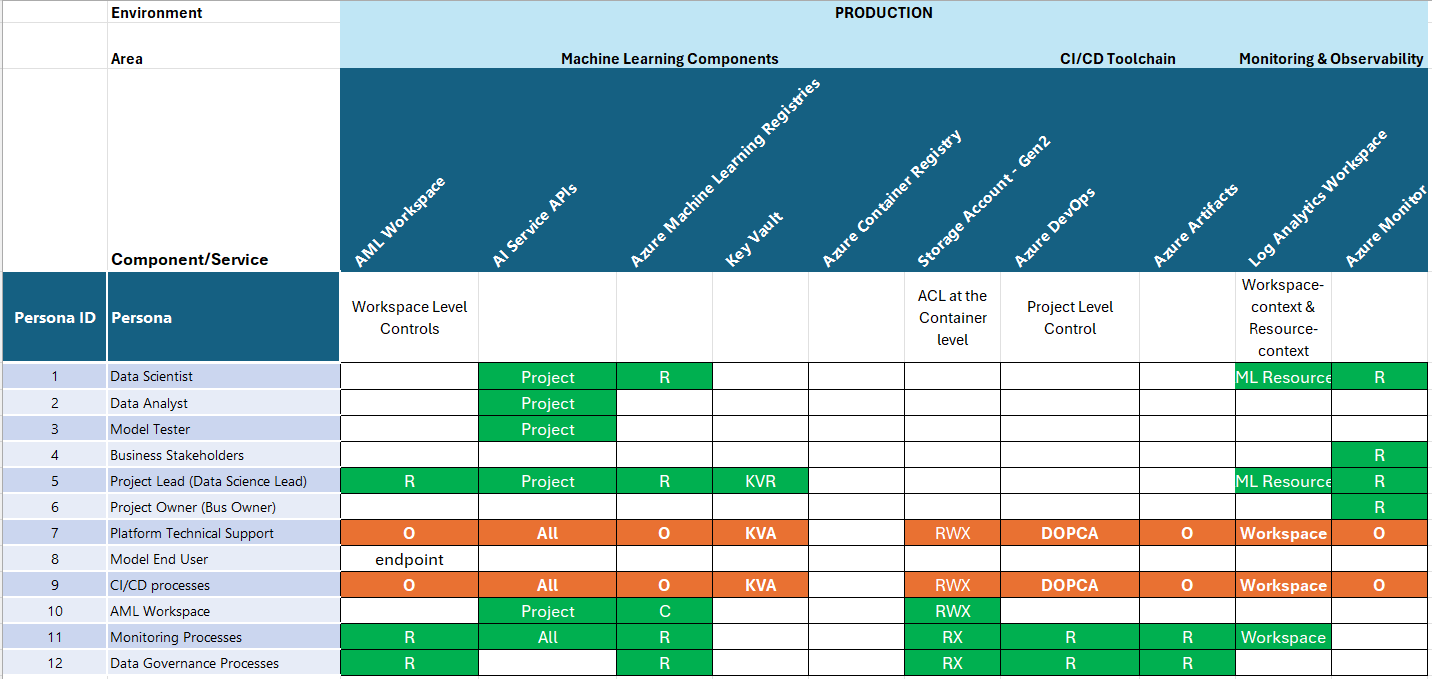 Environment PRODUCTION
Area Machine Learning Components CI/CD Toolchain Monitoring & Observability
Component/Service AML Workspace AI Service APIs Azure Machine Learning Registries Key Vault Azure Container Registry Storage Account - Gen2 Azure DevOps Azure Artifacts Log Analytics Workspace Azure Monitor
Persona ID Persona
Workspace Level
Controls
ACL at the
Container
level
Project Level
Control
Workspace-
context &
Resource-
context
1 Data Scientist Project R ML Resource R
2 Data Analyst Project
3 Model Tester Project
4 Business Stakeholders R
5 Project Lead (Data Science Lead) R Project R KVR ML Resource R
6 Project Owner (Bus Owner) R
7 Platform Technical Support O All O KVA RWX DOPCA O Workspace O
8 Model End User endpoint
9 CI/CD processes O All O KVA RWX DOPCA O Workspace O
10 AML Workspace Project C RWX
11 Monitoring Processes R All R RX R R Workspace
12 Data Governance Processes R R RX R R